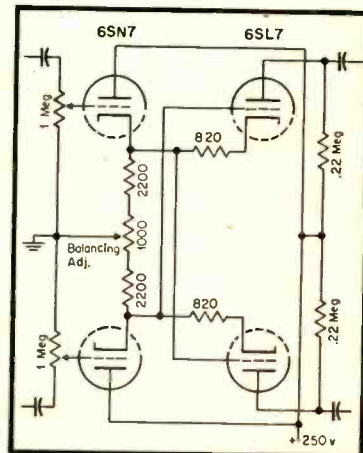 6SN7
6SL7
1 Meg
820
.22 Meg
2200
Balancing
Adj.
1000
2200
1 Meg
820
.22 Meg
+ 250 v